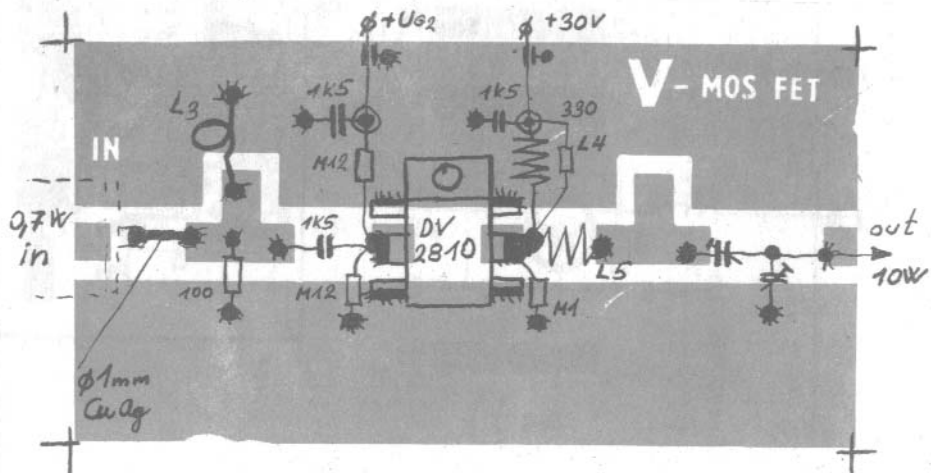 ϕ+UG2
ϕ +30V
V - MOS FET
1K5
1K5
330
L3
IN
M12
L4
0,7W
in
1K5
DV
2810
out
10W
L5
100
M12
M1
ϕ1mm
CuAg